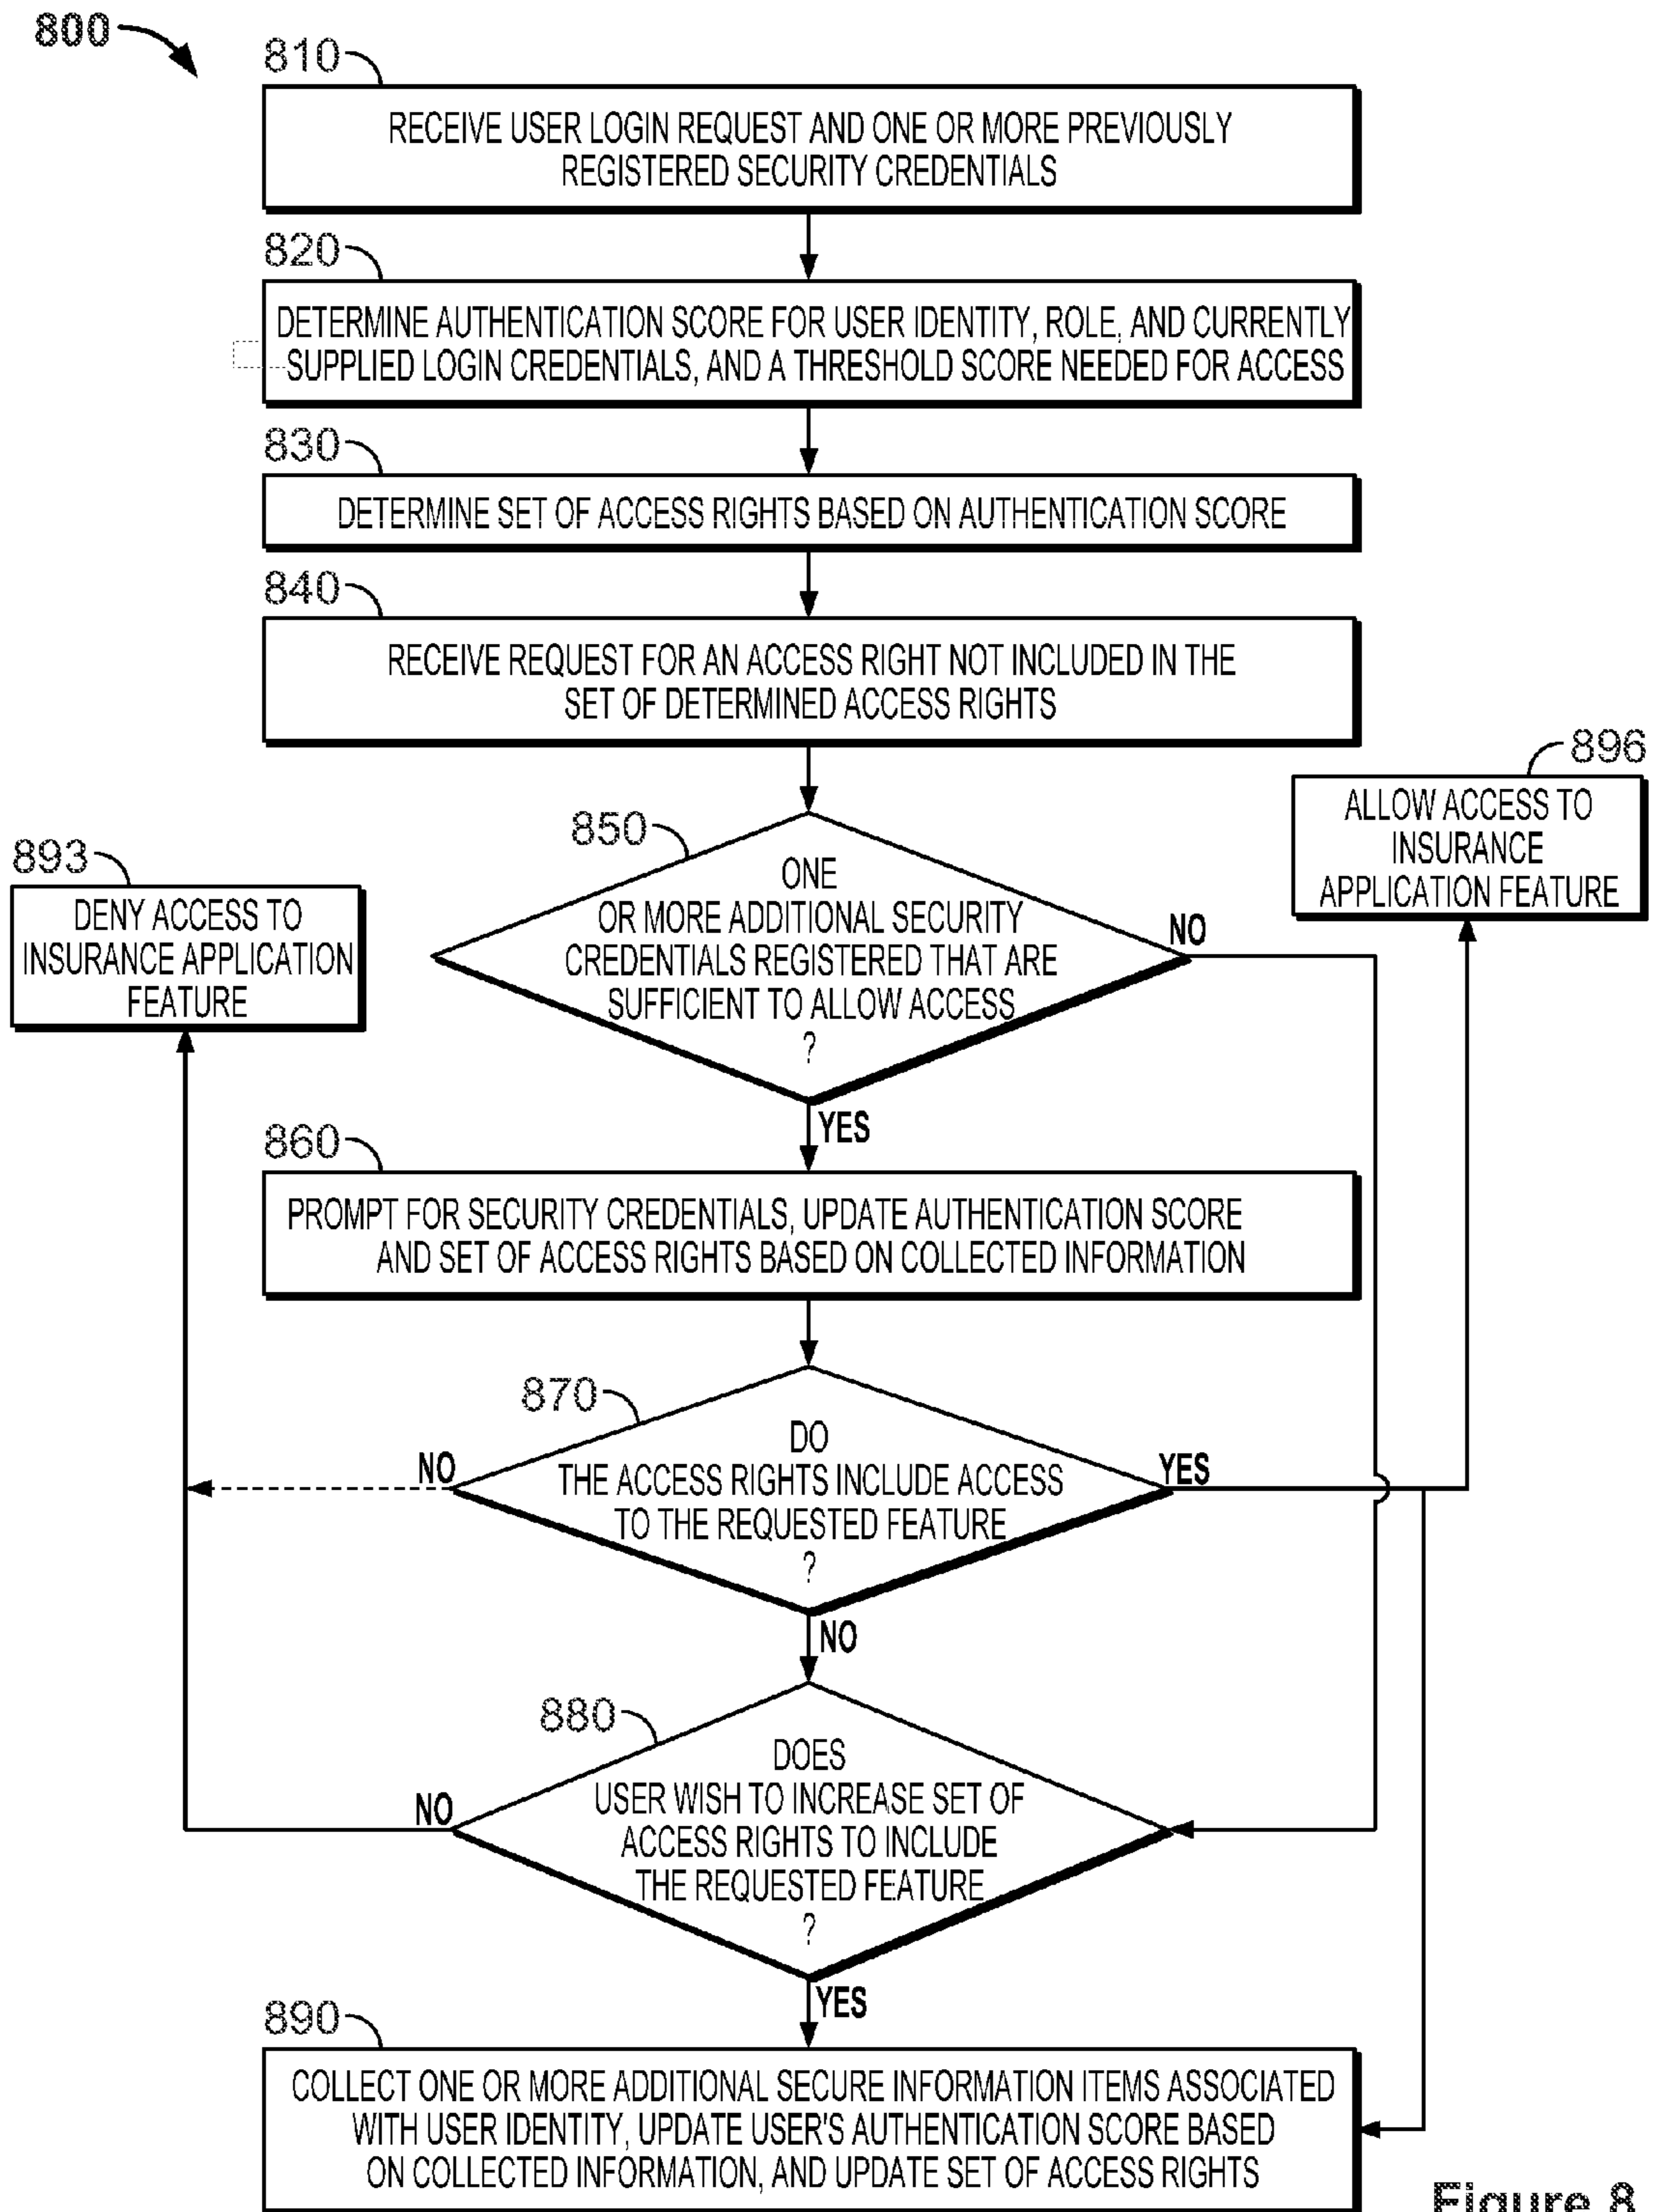 800
810
RECEIVE USER LOGIN REQUEST AND ONE OR MORE PREVIOUSLY
REGISTERED SECURITY CREDENTIALS
820
DETERMINE AUTHENTICATION SCORE FOR USER IDENTITY, ROLE, AND CURRENTLY
SUPPLIED LOGIN CREDENTIALS, AND A THRESHOLD SCORE NEEDED FOR ACCESS
830
DETERMINE SET OF ACCESS RIGHTS BASED ON AUTHENTICATION SCORE
840
RECEIVE REQUEST FOR AN ACCESS RIGHT NOT INCLUDED IN THE
SET OF DETERMINED ACCESS RIGHTS
896
ALLOW ACCESS TO
INSURANCE
APPLICATION FEATURE
850
ONE
OR MORE ADDITIONAL SECURITY
CREDENTIALS REGISTERED THAT ARE
SUFFICIENT TO ALLOW ACCESS
?
NO
YES
893
DENY ACCESS TO
INSURANCE APPLICATION
FEATURE
860
PROMPT FOR SECURITY CREDENTIALS, UPDATE AUTHENTICATION SCORE
AND SET OF ACCESS RIGHTS BASED ON COLLECTED INFORMATION
870
DO
THE ACCESS RIGHTS INCLUDE ACCESS
TO THE REQUESTED FEATURE
?
NO
YES
NO
880
DOES
USER WISH TO INCREASE SET OF
ACCESS RIGHTS TO INCLUDE
THE REQUESTED FEATURE
?
NO
YES
890
COLLECT ONE OR MORE ADDITIONAL SECURE INFORMATION ITEMS ASSOCIATED
WITH USER IDENTITY, UPDATE USER'S AUTHENTICATION SCORE BASED
ON COLLECTED INFORMATION, AND UPDATE SET OF ACCESS RIGHTS
Figure 8